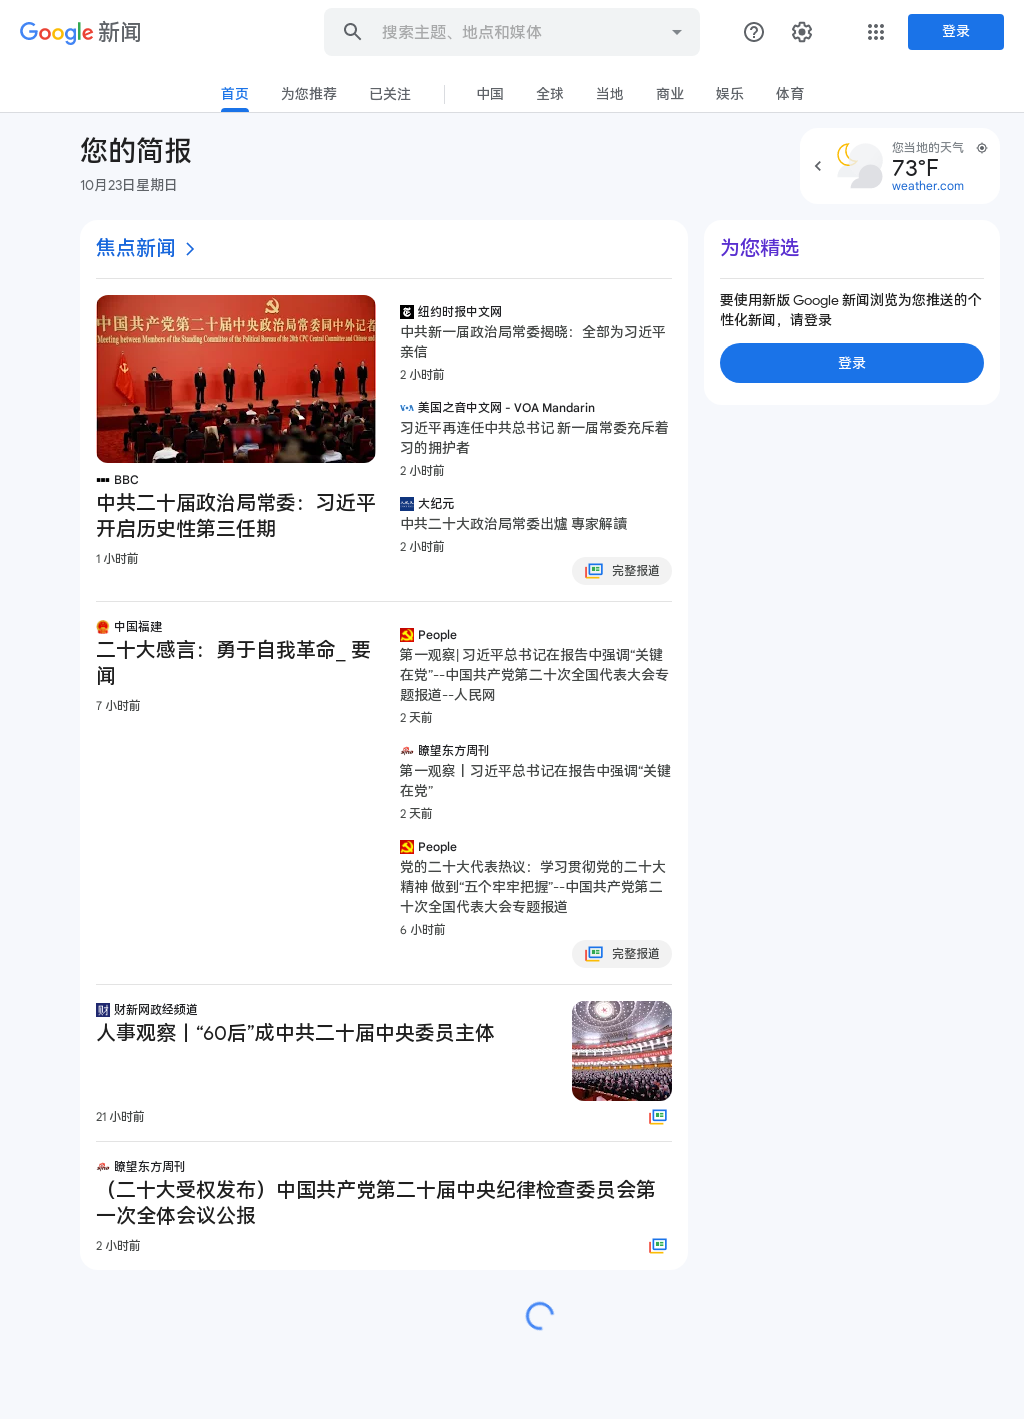 Google 新闻
搜索主题、地点和媒体
登录
首页
为您推荐
已关注
中国
全球
当地
商业
娱乐
体育
您的简报
10月23日星期日
您当地的天气
73°F
weather.com
焦点新闻
中国共产党第二十届中央政治局常委同中外记者
Meeting between Members of the Standing Committee of the Political Bureau of the 20th CPC Central Committee and Chinese and
BBC
中共二十届政治局常委：习近平
开启历史性第三任期
1 小时前
纽约时报中文网
中共新一届政治局常委揭晓：全部为习近平
亲信
2 小时前
美国之音中文网 - VOA Mandarin
习近平再连任中共总书记 新一届常委充斥着
习的拥护者
2 小时前
大纪元
中共二十大政治局常委出爐 專家解讀
2 小时前
完整报道
中国福建
二十大感言：勇于自我革命_ 要
闻
7 小时前
People
第一观察| 习近平总书记在报告中强调“关键
在党”--中国共产党第二十次全国代表大会专
题报道--人民网
2 天前
瞭望东方周刊
第一观察丨习近平总书记在报告中强调“关键
在党”
2 天前
People
党的二十大代表热议：学习贯彻党的二十大
精神 做到“五个牢牢把握”--中国共产党第二
十次全国代表大会专题报道
6 小时前
完整报道
财新网政经频道
人事观察丨“60后”成中共二十届中央委员主体
21 小时前
瞭望东方周刊
（二十大受权发布）中国共产党第二十届中央纪律检查委员会第
一次全体会议公报
2 小时前
为您精选
要使用新版 Google 新闻浏览为您推送的个
性化新闻，请登录
登录